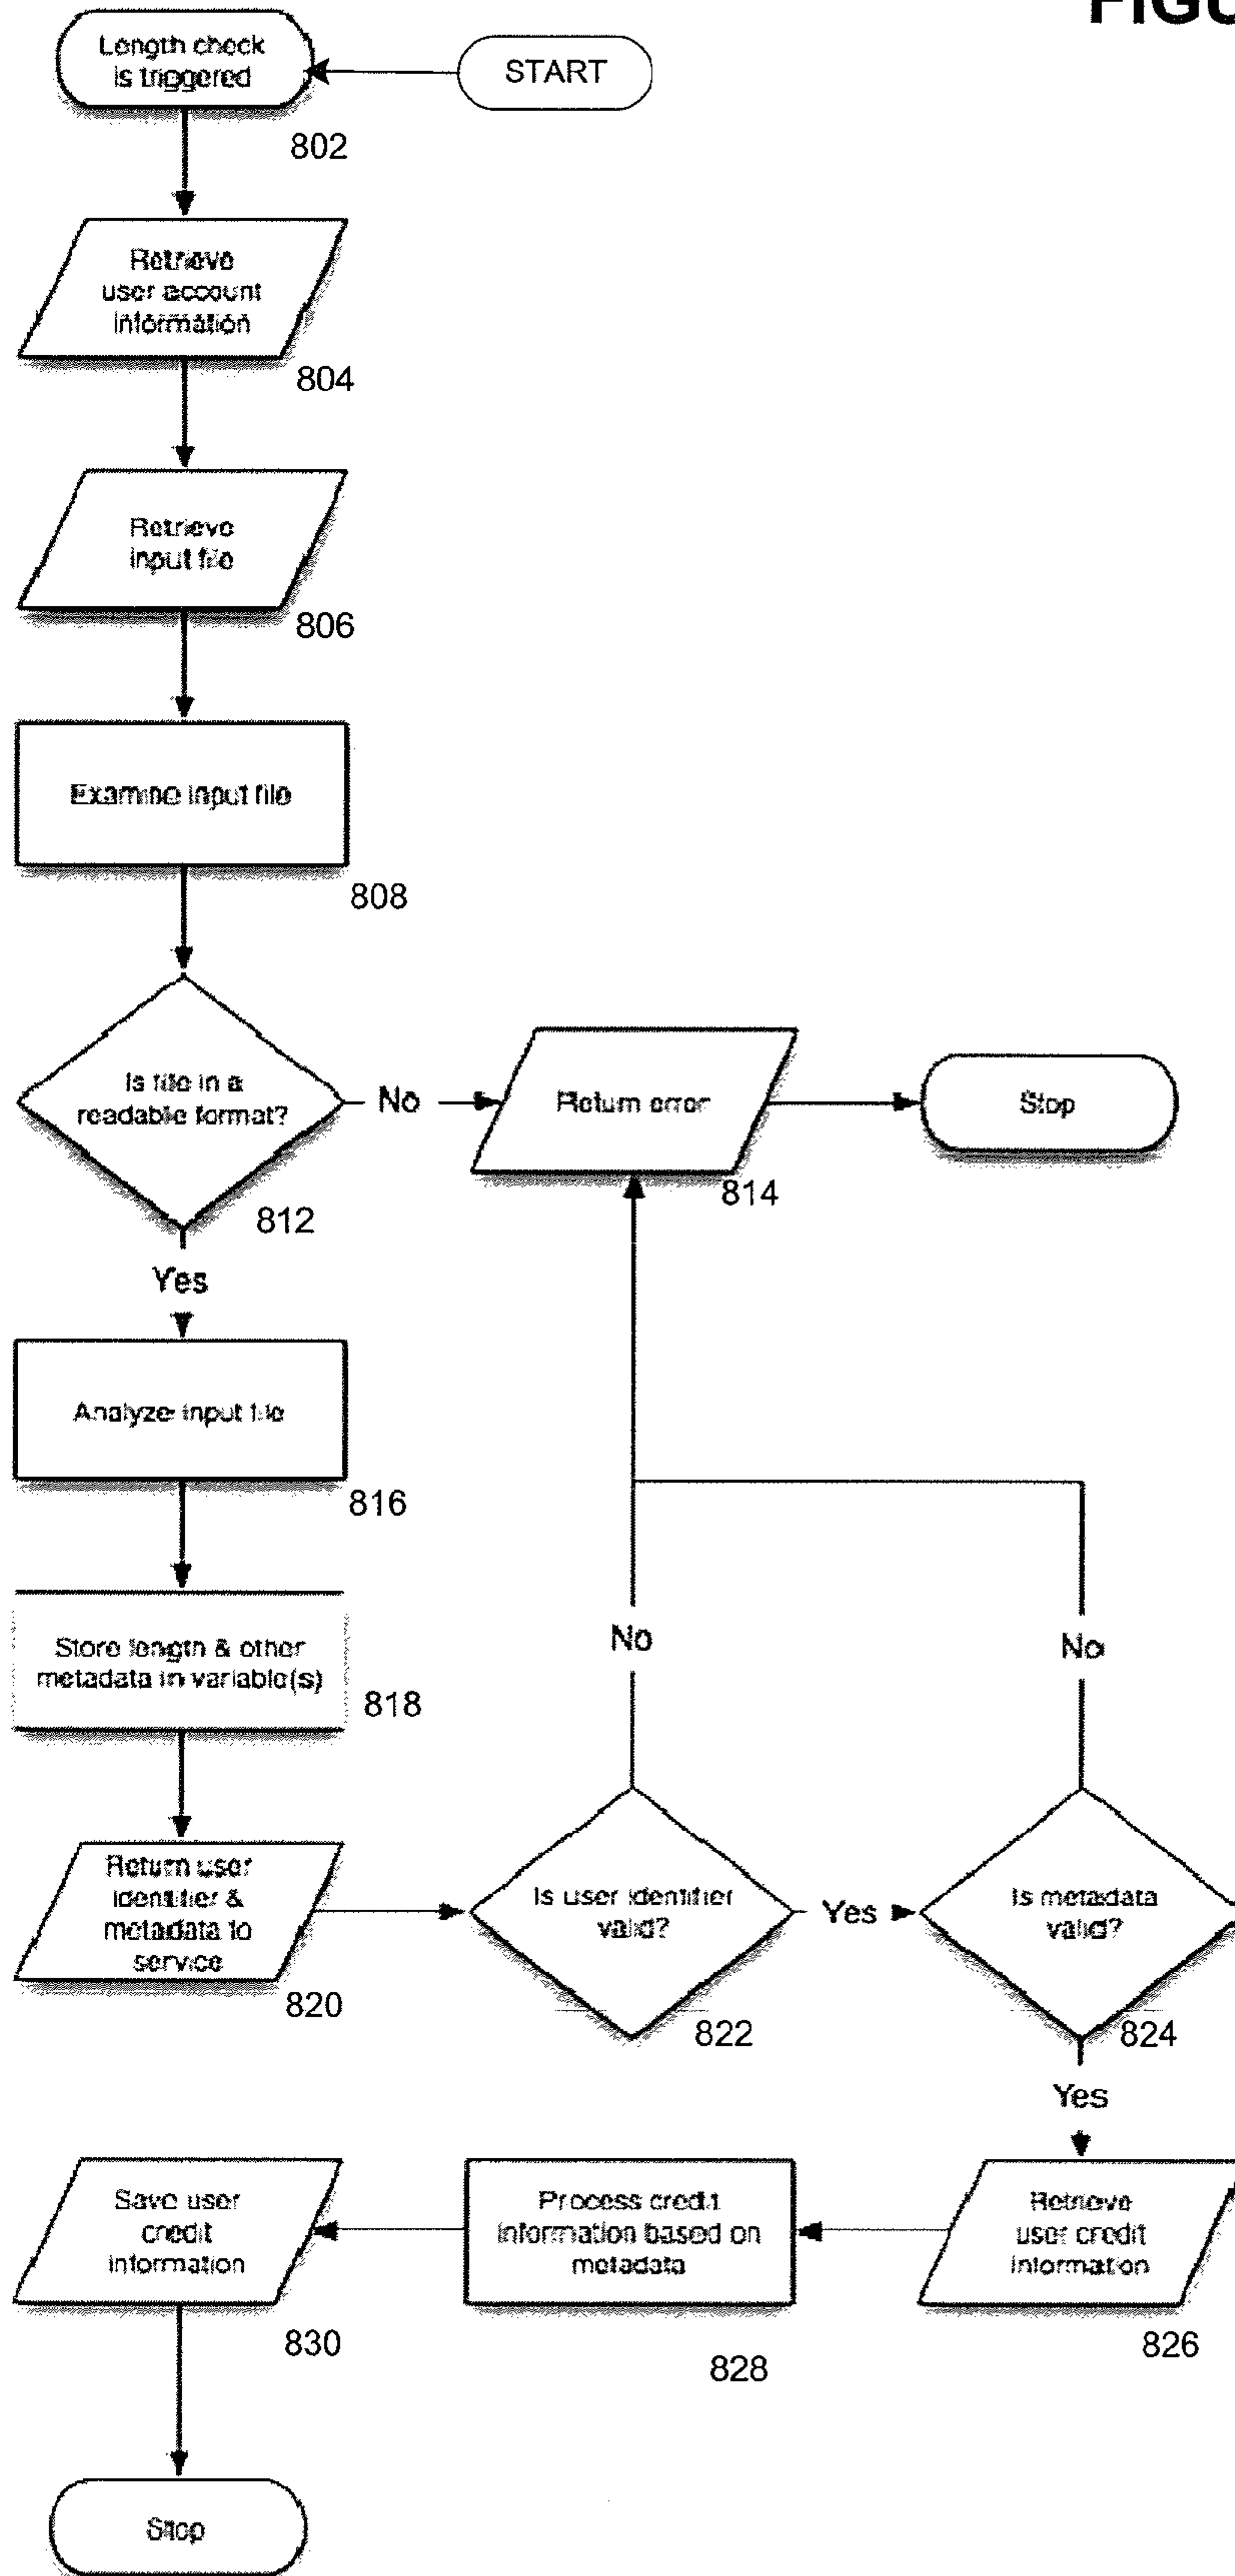 FIGU
Length check
is triggered
START
802
Retrieve
user account
information
804
Retrieve
input file
806
Examine input file
808
Is file in a
readable format?
No
Return error
Stop
812
814
Yes
Analyze input file
816
Store length & other
metadata in variable(s)
818
No
No
Return user
identifier &
metadata to
service
820
Is user identifier
valid?
Yes
Is metadata
valid?
822
824
Yes
Save user
credit
information
Process credit
information based on
metadata
Retrieve
user credit
information
830
828
826
Stop